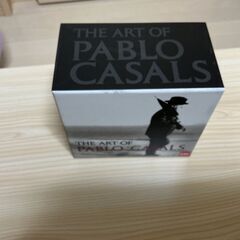 THE ART OF
PABLO
CASALS
THE ART OF
PABLO CASALS